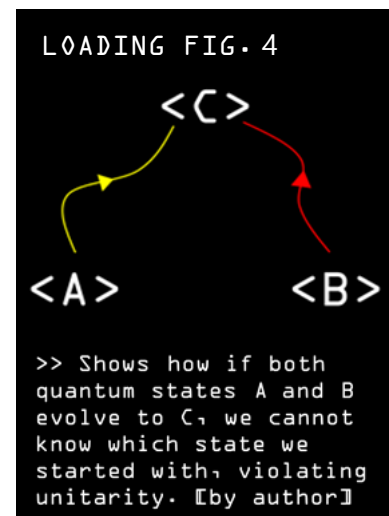 LOADING FIG. 4
<C>
<A> <B>
>> Shows how if both
quantum states A and B
evolve to C, we cannot
know which state we
started with, violating
unitarity. [by author]